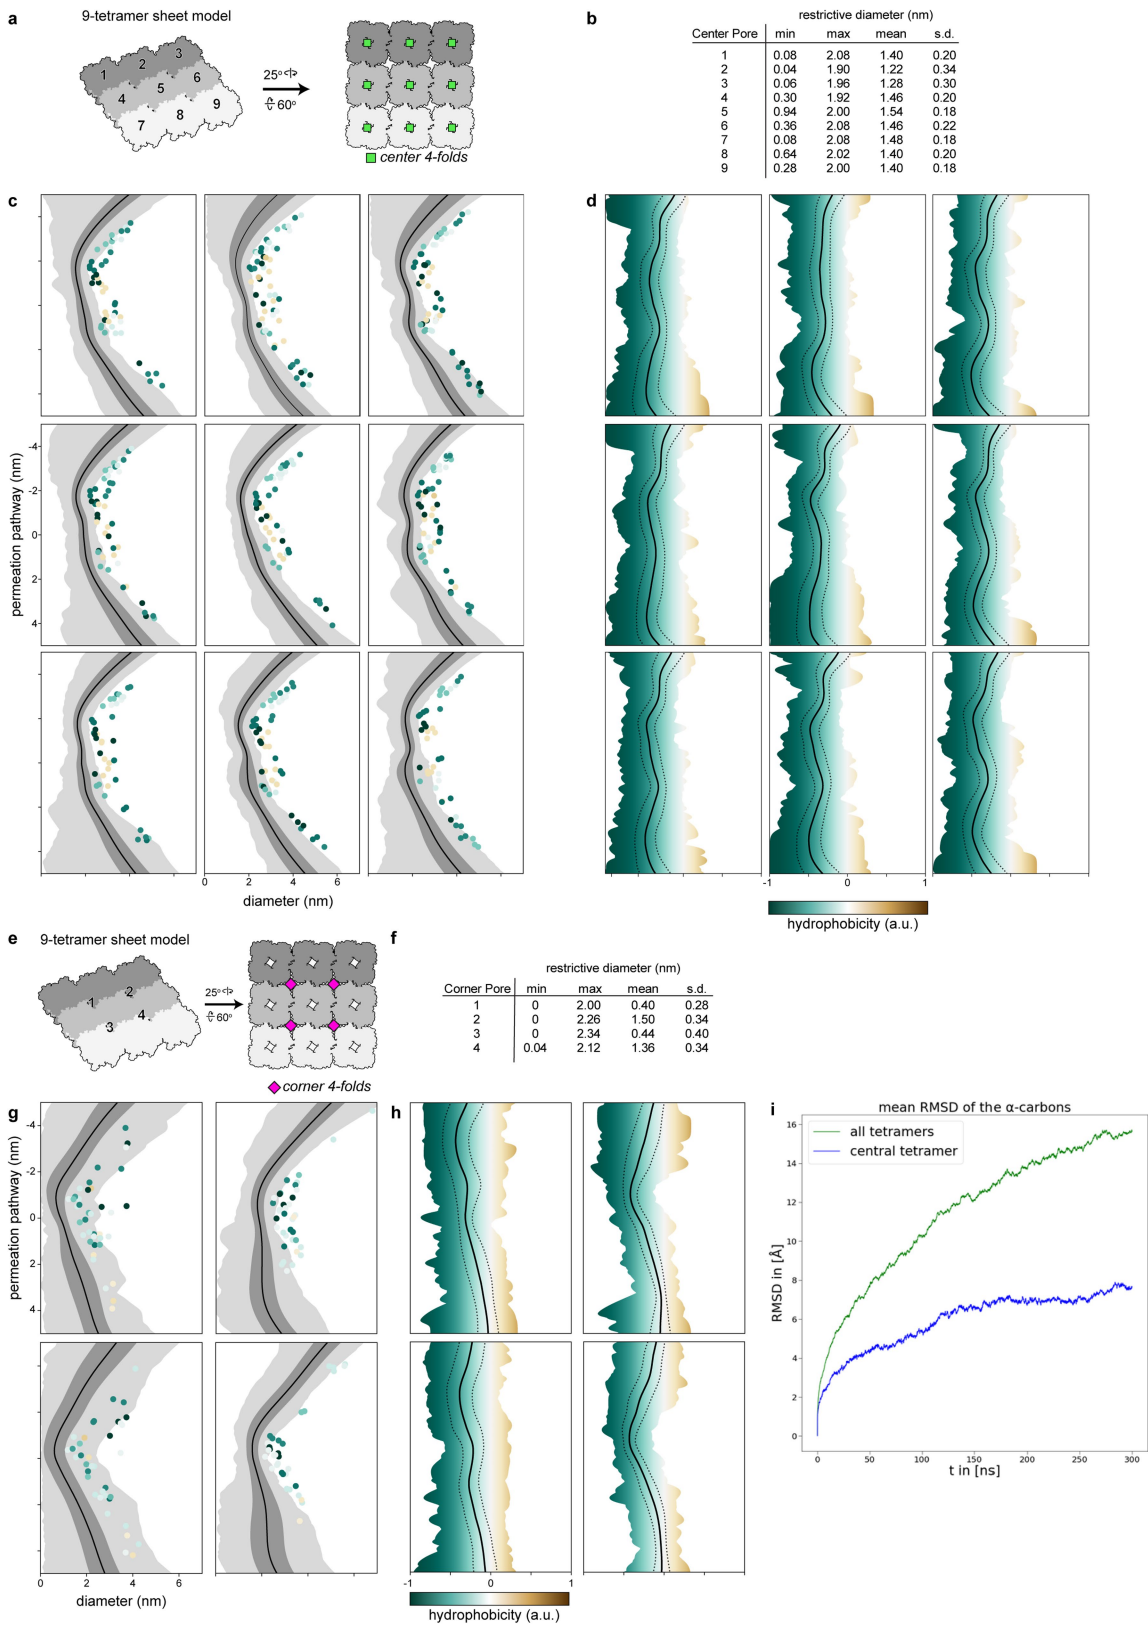 a
9-tetramer sheet model
1 2 3
4 5 6
7 8 9
25°
60°
center 4-folds
b
restrictive diameter (nm)
Center Pore min max mean s.d.
1 0.08 2.08 1.40 0.20
2 0.04 1.90 1.22 0.34
3 0.06 1.96 1.28 0.30
4 0.30 1.92 1.46 0.20
5 0.94 2.00 1.54 0.18
6 0.36 2.08 1.46 0.22
7 0.08 2.08 1.48 0.18
8 0.64 2.02 1.40 0.20
9 0.28 2.00 1.40 0.18
c
permeation pathway (nm)
-4
-2
0
2
4
0 2 4 6
diameter (nm)
d
-1 0 1
hydrophobicity (a.u.)
e
9-tetramer sheet model
1 2
3 4
25°
60°
corner 4-folds
f
restrictive diameter (nm)
Corner Pore min max mean s.d.
1 0 2.00 0.40 0.28
2 0 2.26 1.50 0.34
3 0 2.34 0.44 0.40
4 0.04 2.12 1.36 0.34
g
permeation pathway (nm)
-4
-2
0
2
4
0 2 4 6
diameter (nm)
h
-1 0 1
hydrophobicity (a.u.)
i
mean RMSD of the α-carbons
all tetramers
central tetramer
RMSD in [Å]
16
14
12
10
8
6
4
2
0
0 50 100 150 200 250 300
t in [ns]